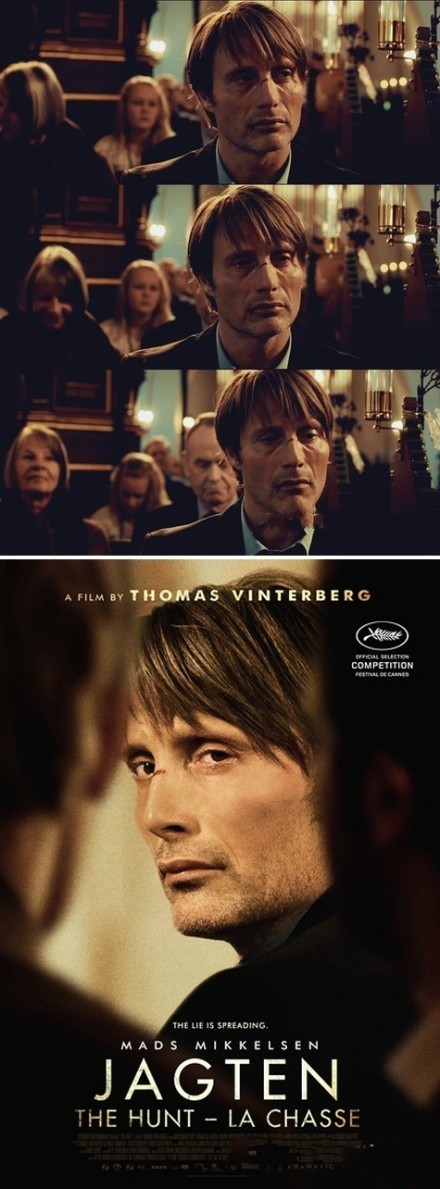 A FILM BY THOMAS VINTERBERG
OFFICIAL SELECTION
COMPETITION
FESTIVAL DE CANNES
THE LIE IS SPREADING.
MADS MIKKELSEN
JAGTEN
THE HUNT – LA CHASSE